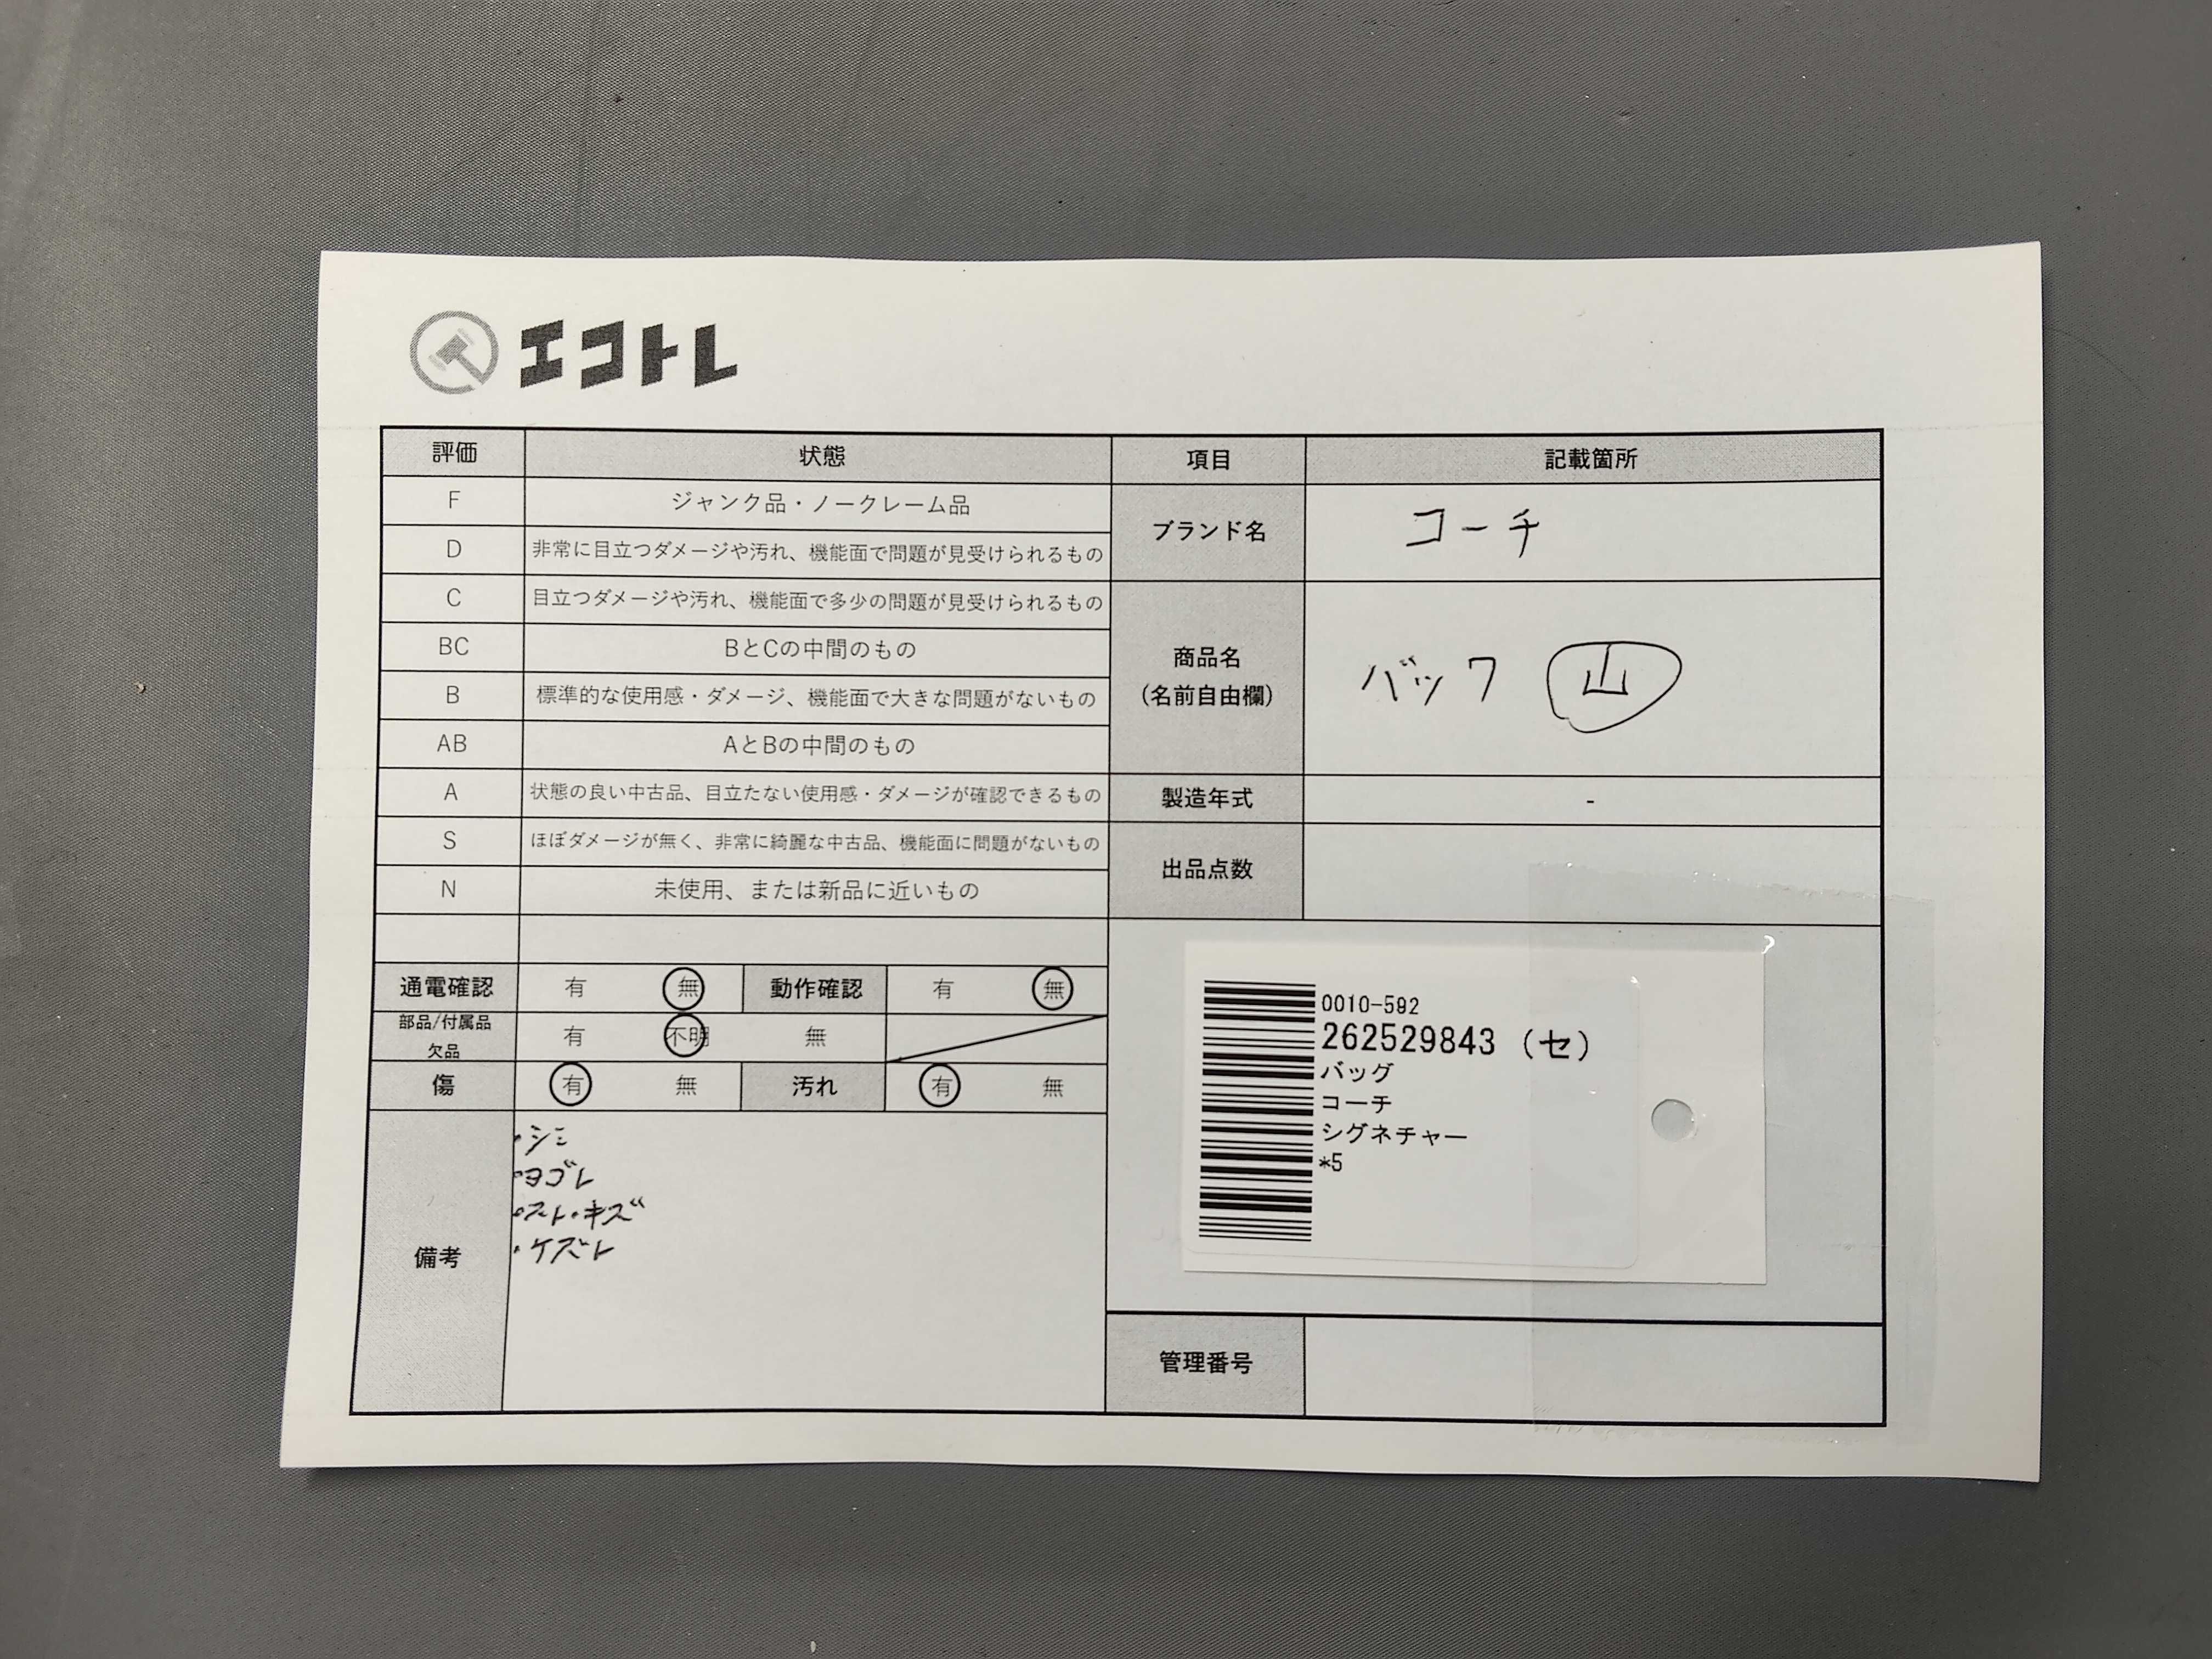 エコトレ
評価 状態 項目 記載箇所
F ジャンク品・ノークレーム品
D 非常に目立つダメージや汚れ、機能面で問題が見受けられるもの
ブランド名 コーチ
C 目立つダメージや汚れ、機能面で多少の問題が見受けられるもの
BC BとCの中間のもの
B 標準的な使用感・ダメージ、機能面で大きな問題がないもの
商品名
(名前自由欄)
バック 山
AB AとBの中間のもの
A 状態の良い中古品、目立たない使用感・ダメージが確認できるもの
製造年式 -
S ほぼダメージが無く、非常に綺麗な中古品、機能面に問題がないもの
出品点数
N 未使用、または新品に近いもの
通電確認 有 無 動作確認 有 無
部品/付属品
欠品
有 不明 無
傷 有 無 汚れ 有 無
備考
・シミ
・ヨゴレ
・スレ・キズ
・ケズレ
0010-592
262529843 (セ)
バッグ
コーチ
シグネチャー
*5
管理番号